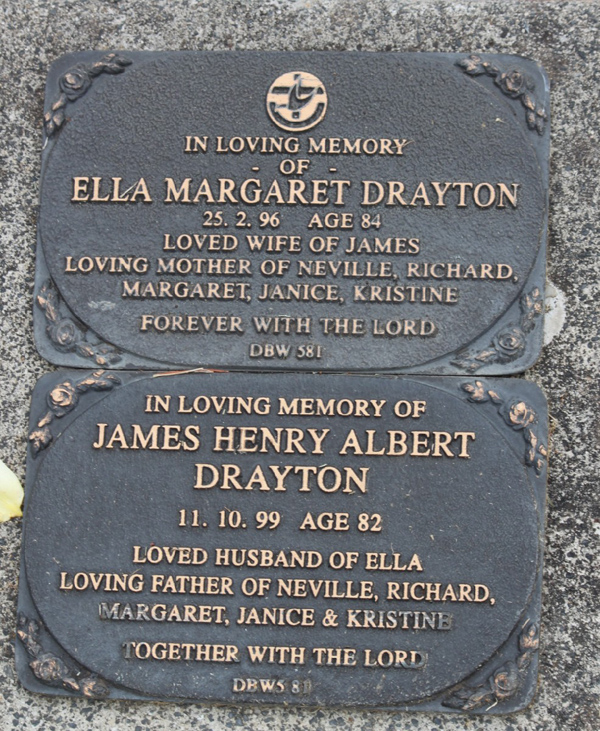 IN LOVING MEMORY
- OF -
ELLA MARGARET DRAYTON
25. 2. 96 AGE 84
LOVED WIFE OF JAMES
LOVING MOTHER OF NEVILLE, RICHARD,
MARGARET, JANICE, KRISTINE
FOREVER WITH THE LORD
DBW 581
IN LOVING MEMORY OF
JAMES HENRY ALBERT
DRAYTON
11. 10. 99 AGE 82
LOVED HUSBAND OF ELLA
LOVING FATHER OF NEVILLE, RICHARD,
MARGARET, JANICE & KRISTINE
TOGETHER WITH THE LORD